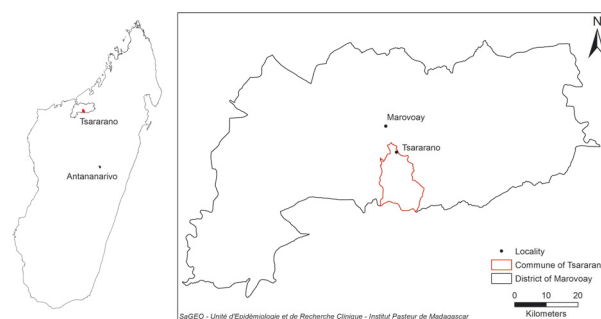 Tsararano
Antananarivo
N
Marovoay
Tsararano
Locality
Commune of Tsararan
District of Marovoay
0 10 20
Kilometers
SaGEO - Unité d'Epidémiologie et de Recherche Clinique - Institut Pasteur de Madagascar